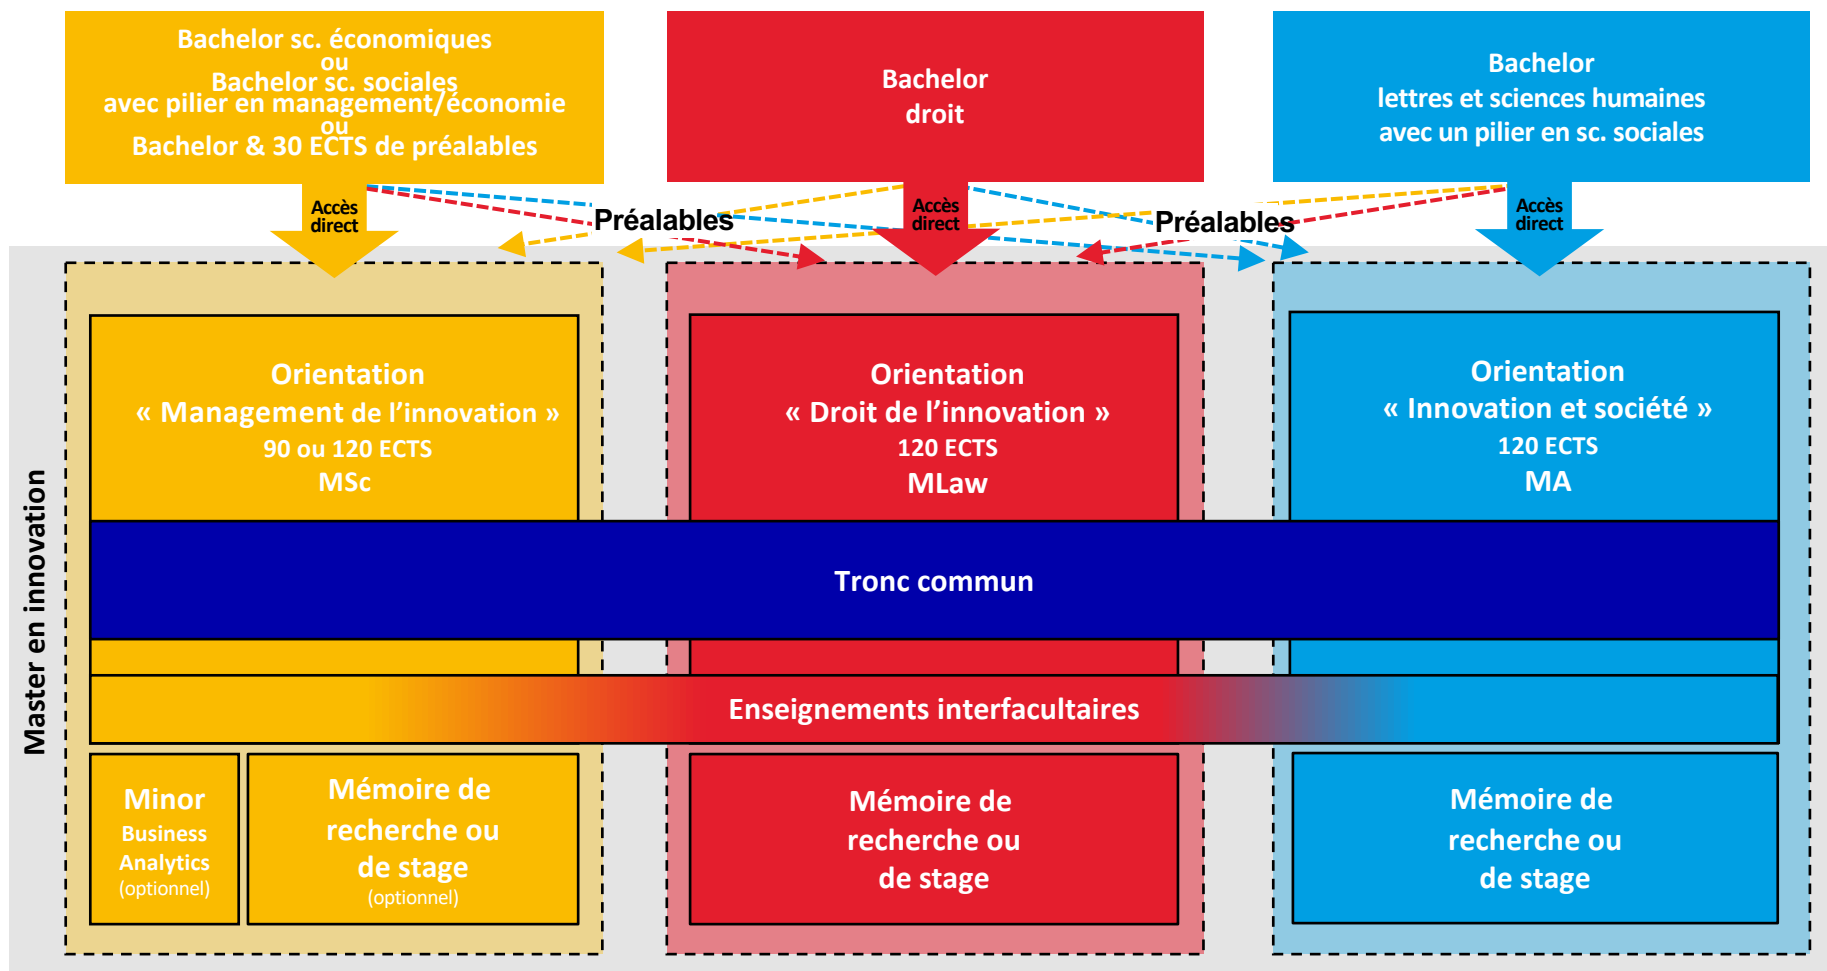 Bachelor sc. économiques
ou
Bachelor sc. sociales
avec pilier en management/économie
ou
Bachelor & 30 ECTS de préalables
Bachelor
droit
Bachelor
lettres et sciences humaines
avec un pilier en sc. sociales
Accès
direct
Préalables
Accès
direct
Préalables
Accès
direct
Master en innovation
Orientation
« Management de l’innovation »
90 ou 120 ECTS
MSc
Orientation
« Droit de l’innovation »
120 ECTS
MLaw
Orientation
« Innovation et société »
120 ECTS
MA
Tronc commun
Enseignements interfacultaires
Minor
Business
Analytics
(optionnel)
Mémoire de
recherche ou
de stage
(optionnel)
Mémoire de
recherche ou
de stage
Mémoire de
recherche ou
de stage